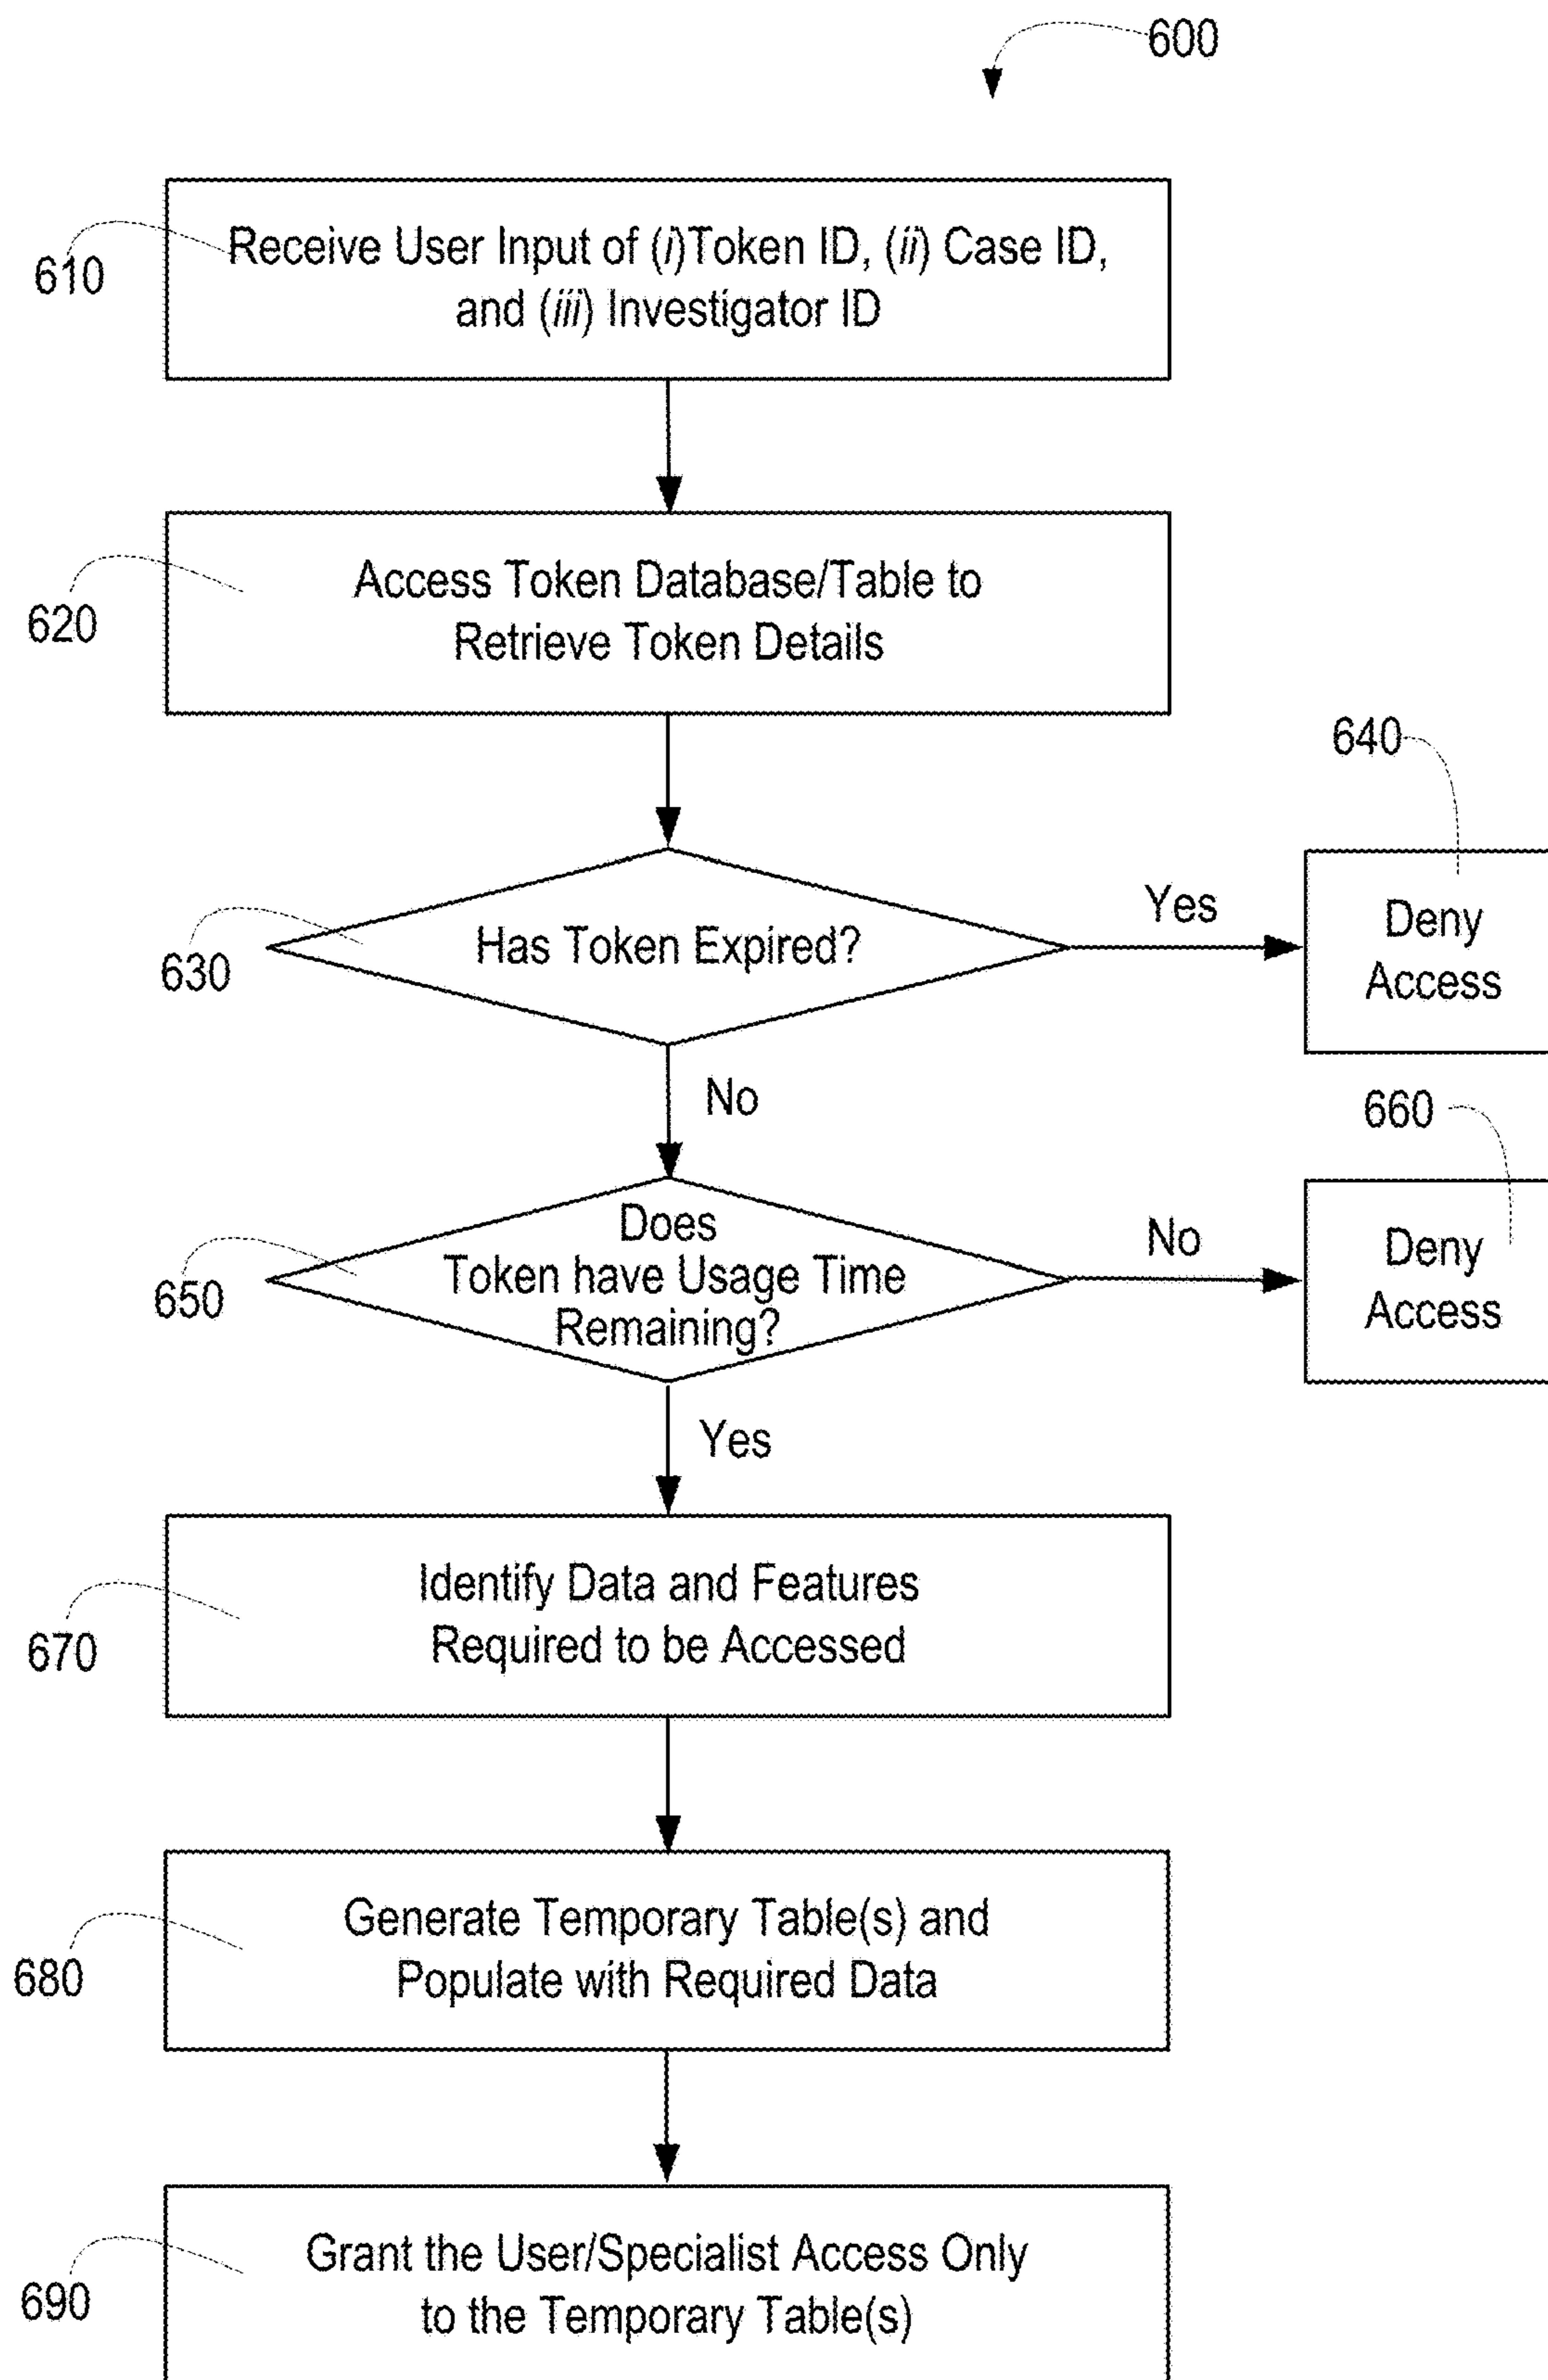 600
Receive User Input of (i)Token ID, (ii) Case ID,
and (iii) Investigator ID
610
Access Token Database/Table to
Retrieve Token Details
620
640
Has Token Expired?
Yes
Deny
Access
630
No
660
Does
Token have Usage Time
Remaining?
No
Deny
Access
650
Yes
Identify Data and Features
Required to be Accessed
670
Generate Temporary Table(s) and
Populate with Required Data
680
Grant the User/Specialist Access Only
to the Temporary Table(s)
690